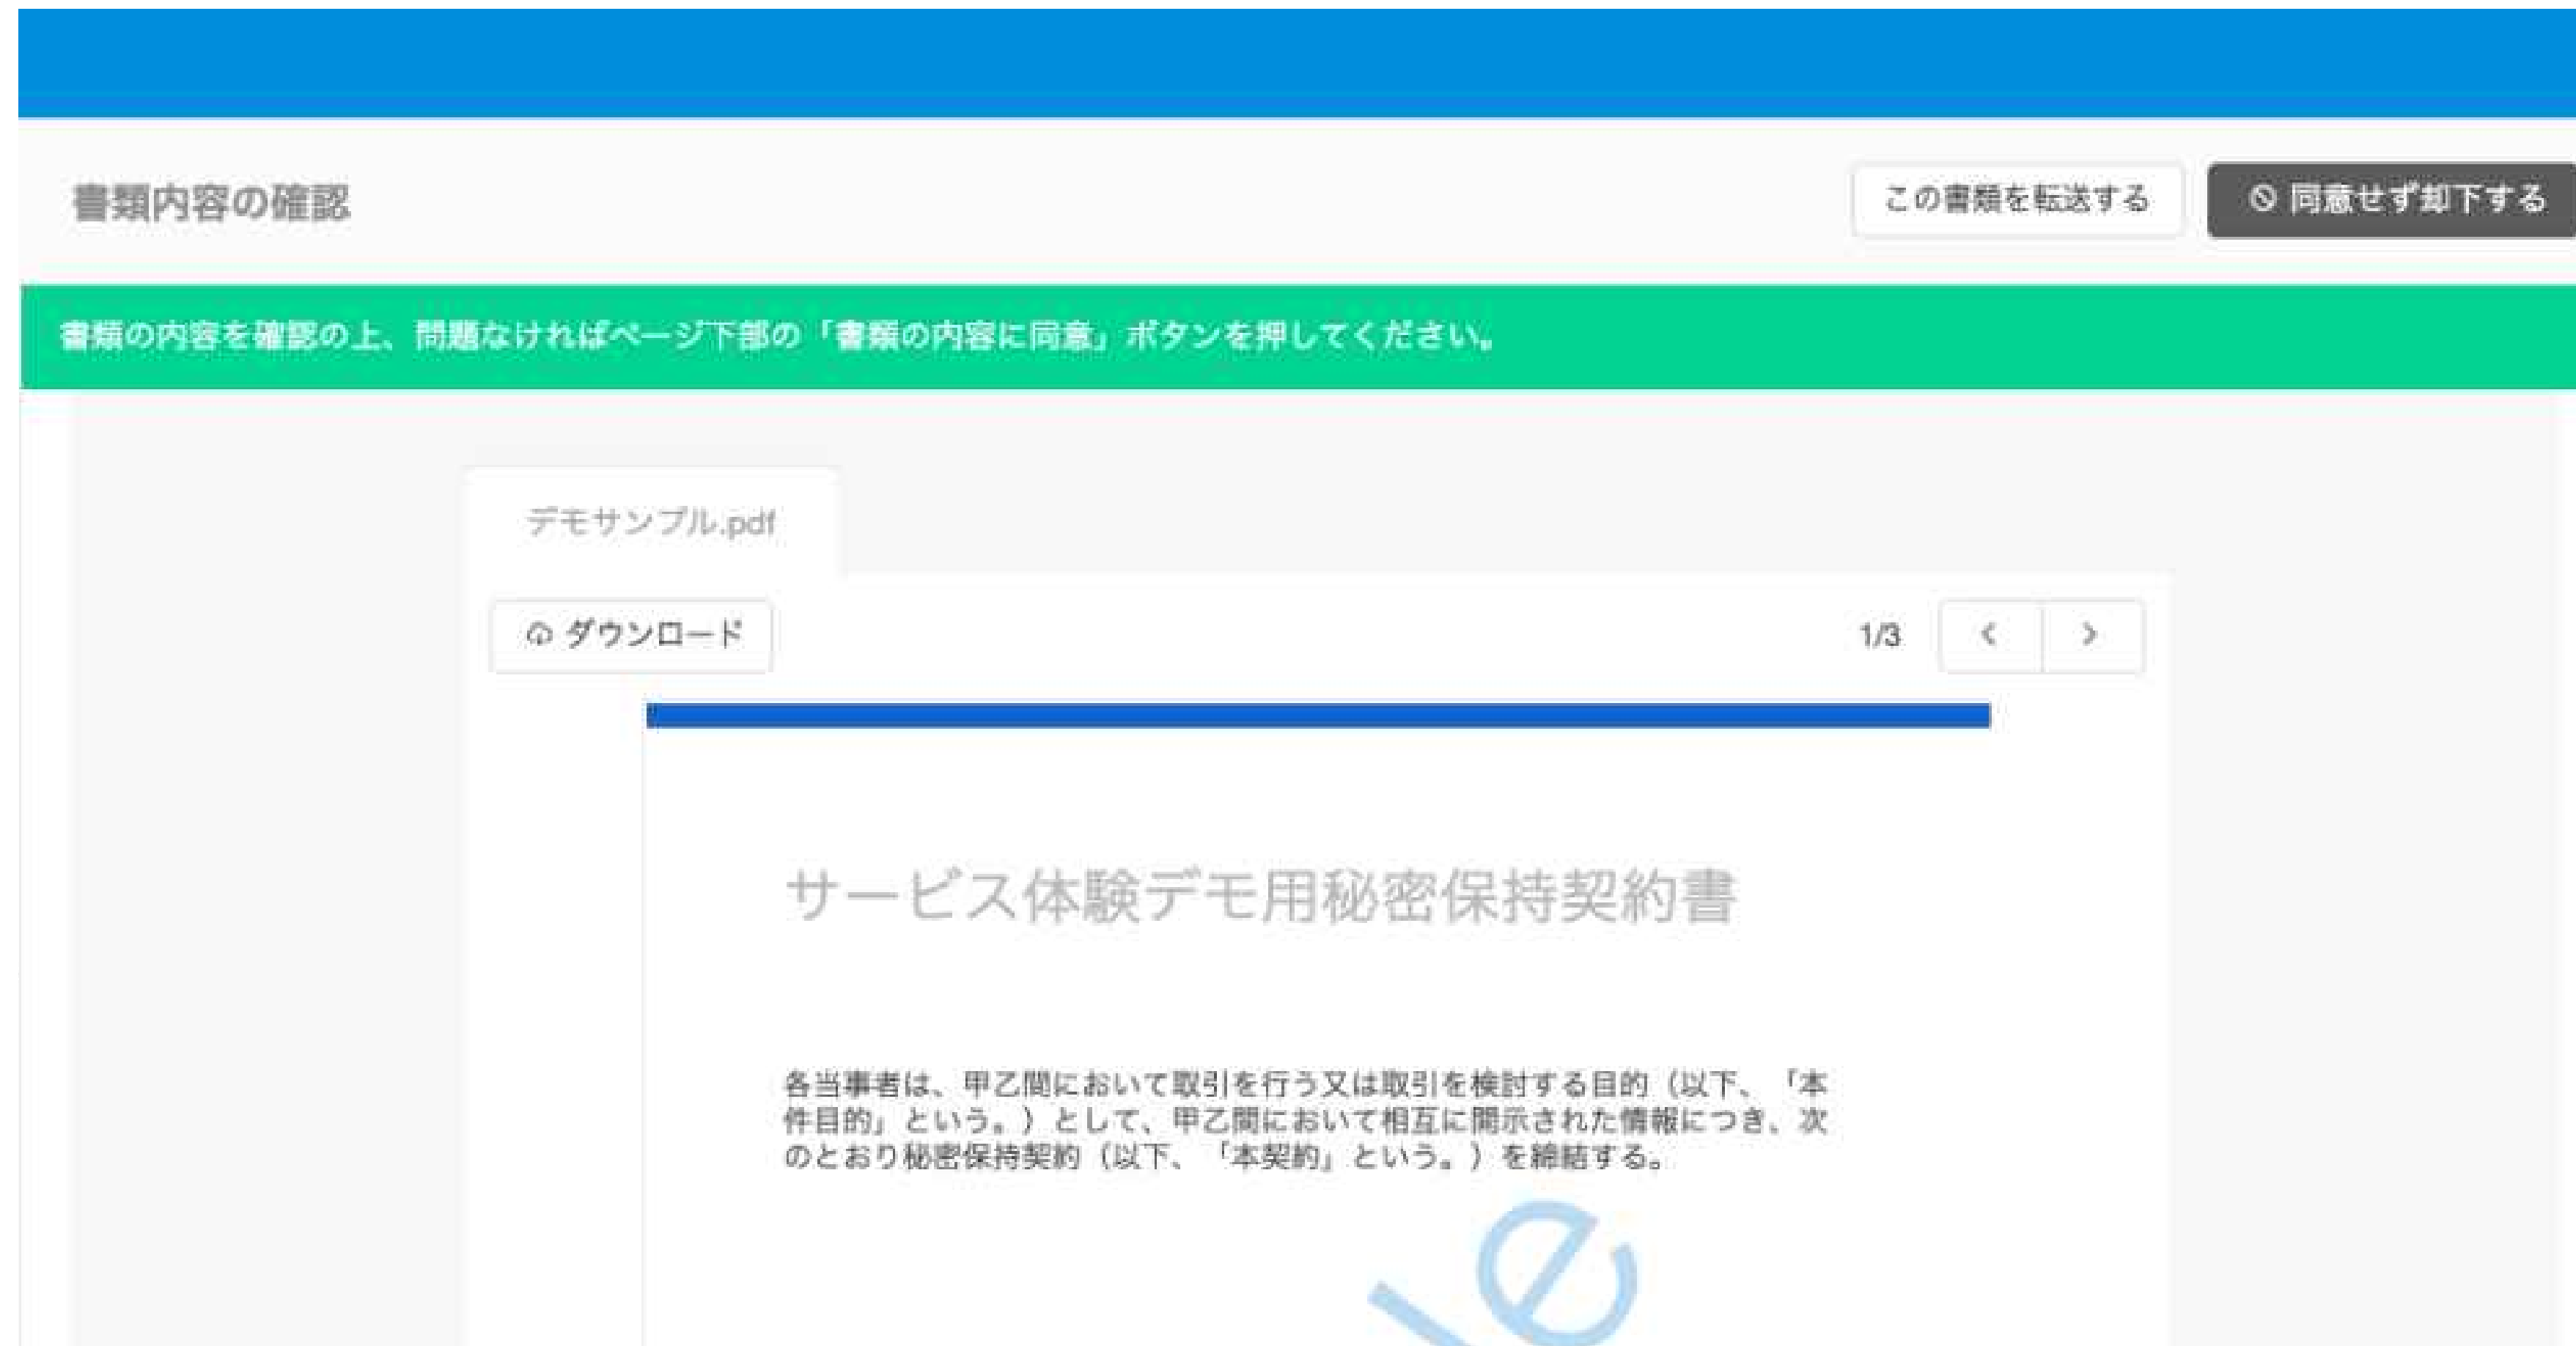 書類内容の確認
この書類を転送する
同意せず却下する
書類の内容を確認の上、問題なければページ下部の「書類の内容に同意」ボタンを押してください。
デモサンプル.pdf
ダウンロード
1/3
サービス体験デモ用秘密保持契約書
各当事者は、甲乙間において取引を行う又は取引を検討する目的（以下、「本
件目的」という。）として、甲乙間において相互に開示された情報につき、次
のとおり秘密保持契約（以下、「本契約」という。）を締結する。
le